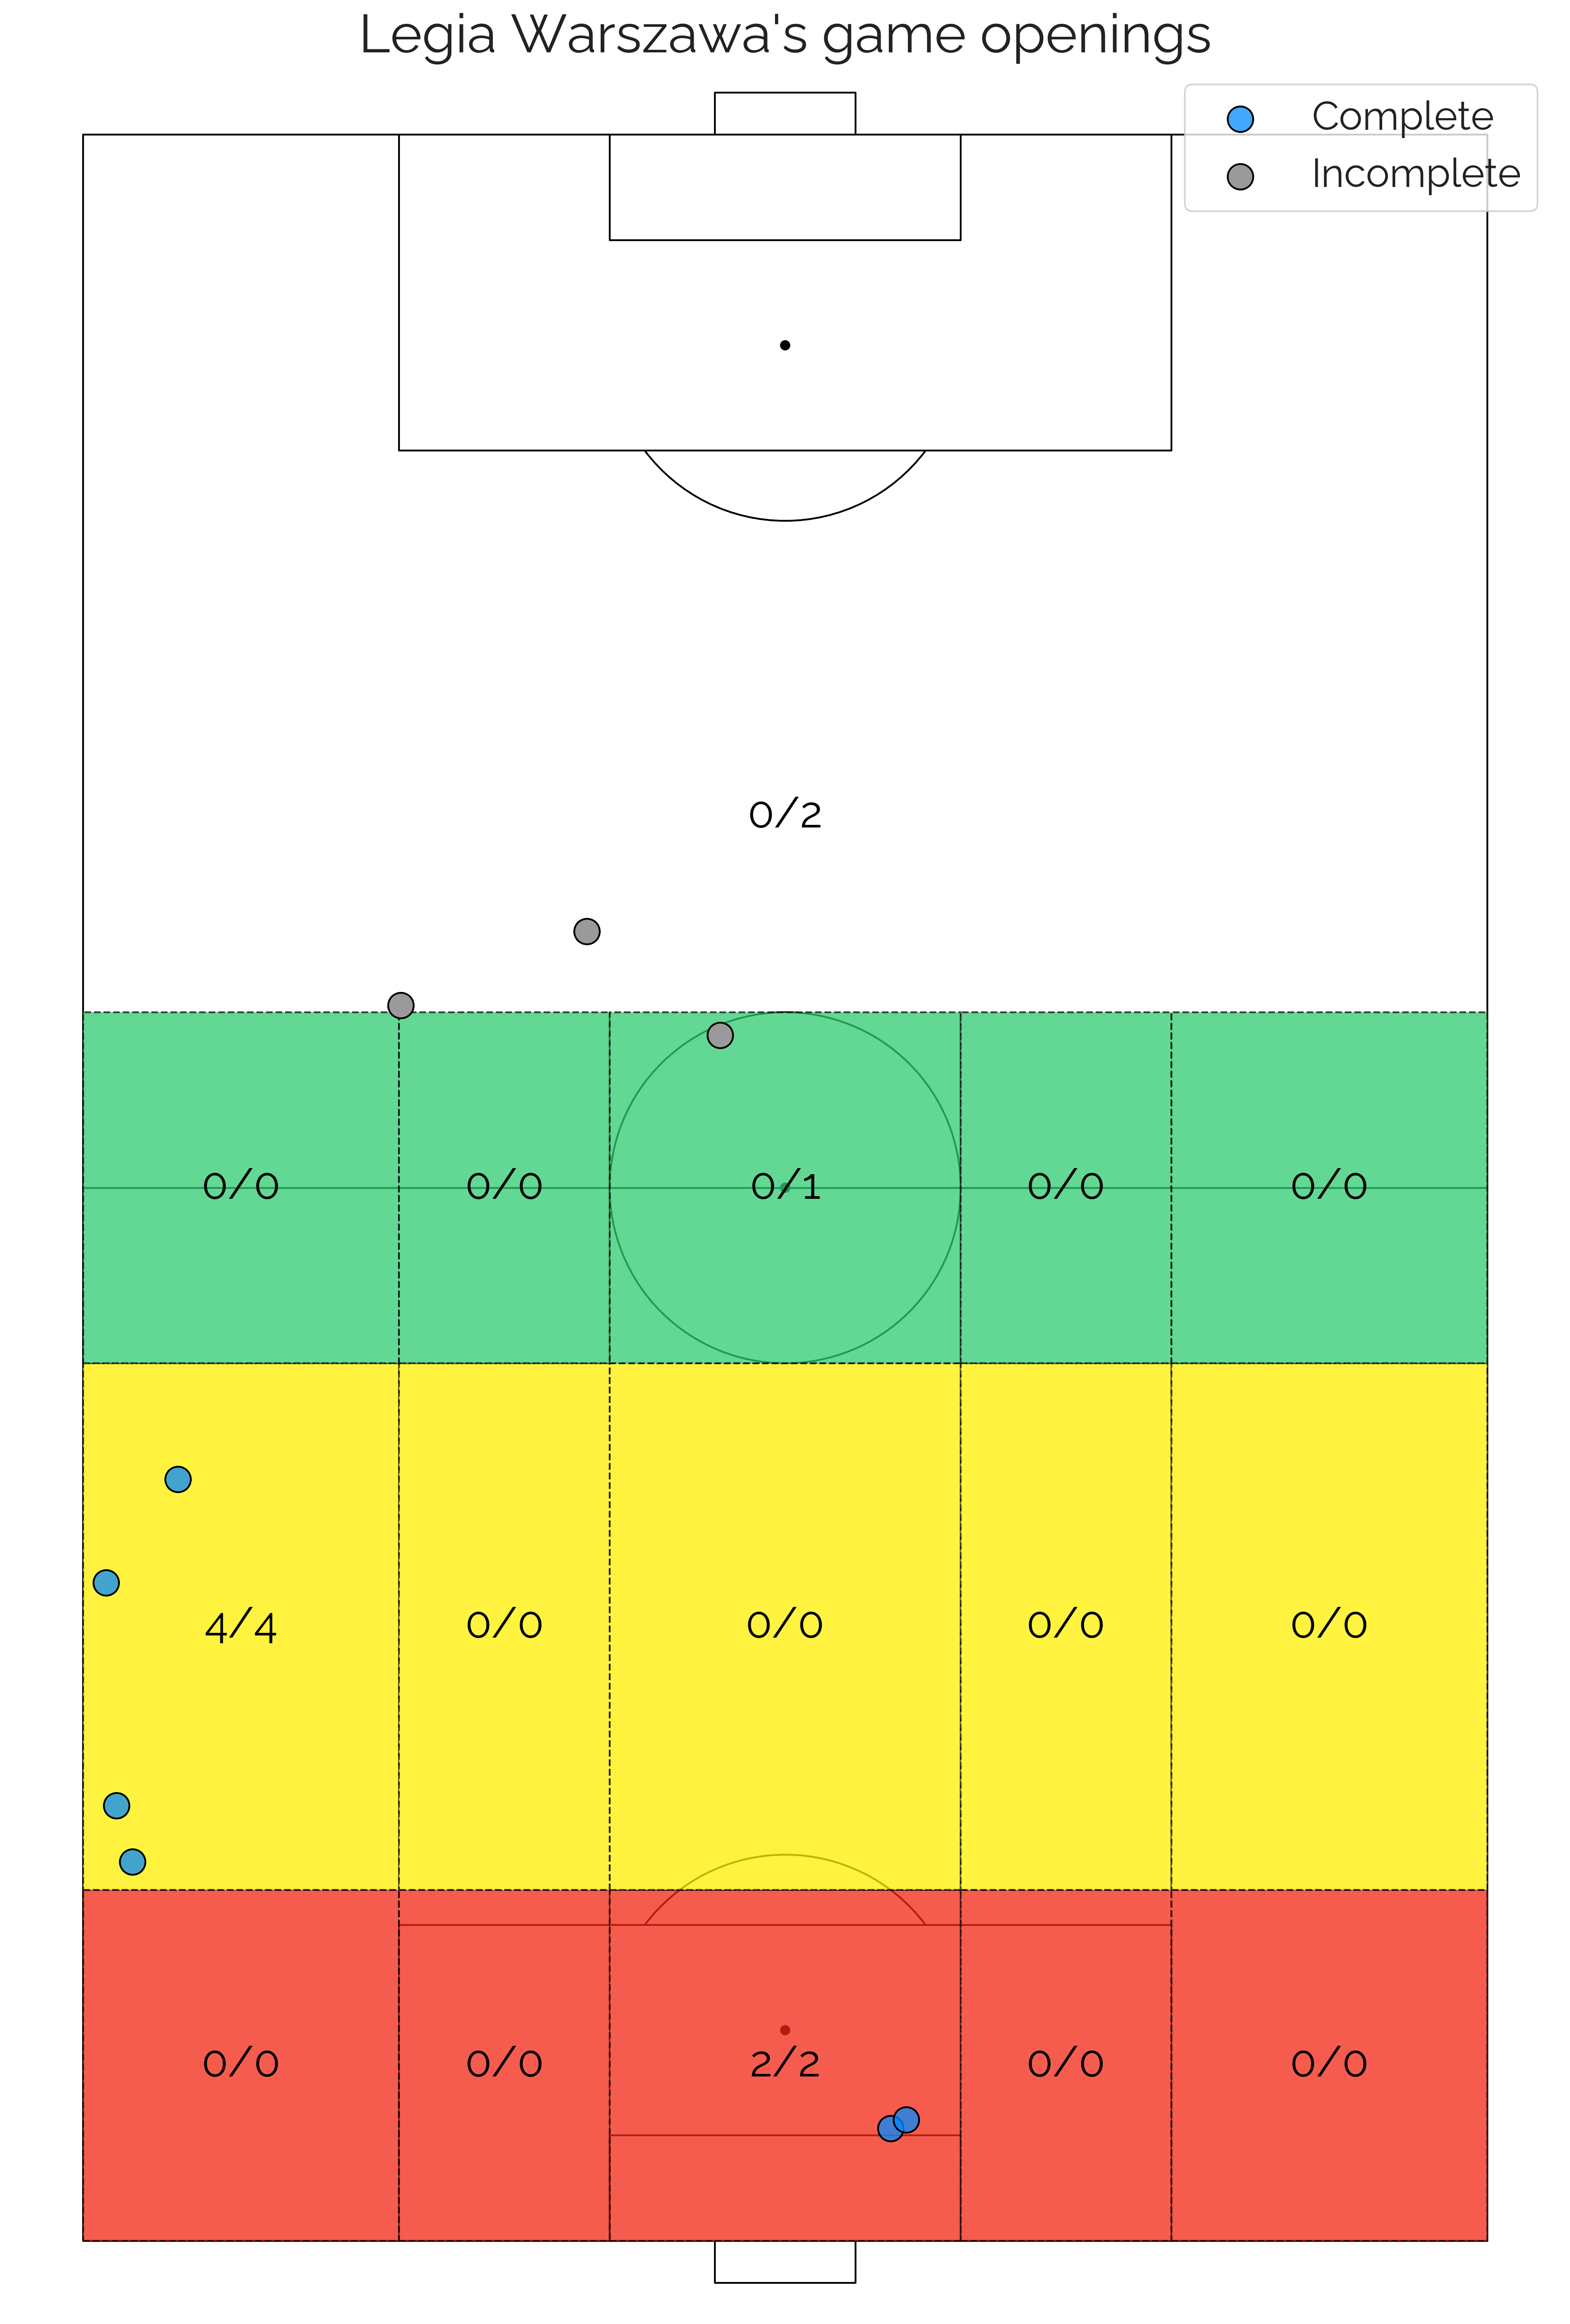 Legia Warszawa's game openings
Complete
Incomplete
0/2
0/0 0/0 0/1 0/0 0/0
4/4 0/0 0/0 0/0 0/0
0/0 0/0 2/2 0/0 0/0